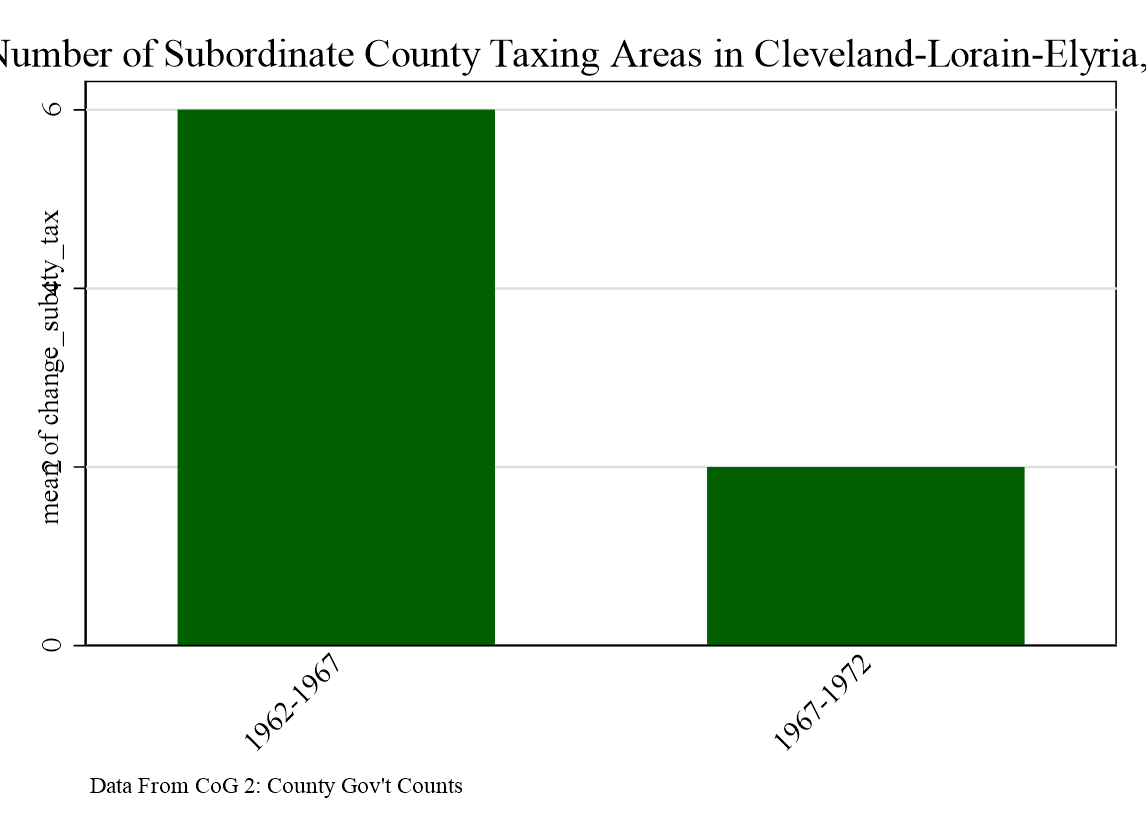 Number of Subordinate County Taxing Areas in Cleveland-Lorain-Elyria,
6
4
2
0
mean of change_subcty_tax
1962-1967
1967-1972
Data From CoG 2: County Gov't Counts